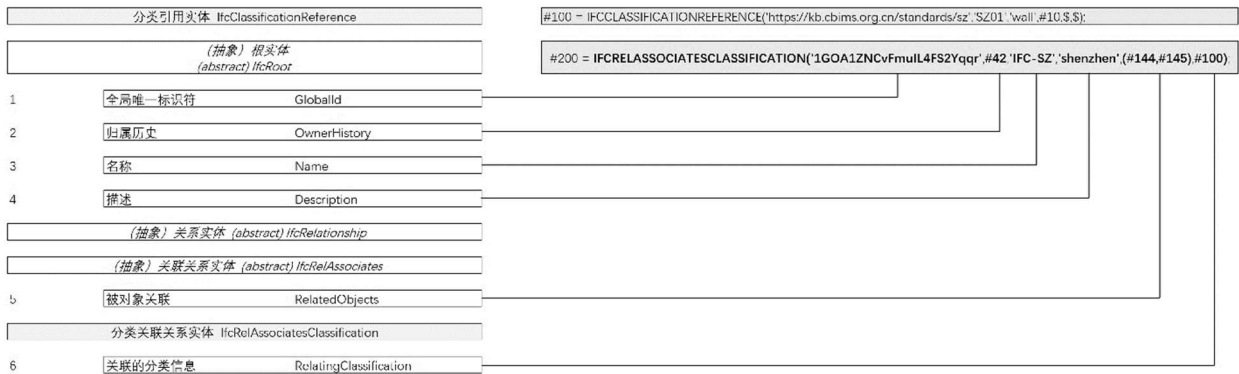 分类引用实体 IfcClassificationReference
#100 = IFCCLASSIFICATIONREFERENCE('https://kb.cbims.org.cn/standards/sz','SZ01','wall',#10,$,$);
(抽象) 根实体
(abstract) IfcRoot
#200 = IFCRELASSOCIATESCLASSIFICATION('1GOA1ZNCvFmuIL4FS2Yqqr',#42,'IFC-SZ','shenzhen',(#144,#145),#100);
1 全局唯一标识符 GlobalId
2 归属历史 OwnerHistory
3 名称 Name
4 描述 Description
(抽象) 关系实体 (abstract) IfcRelationship
(抽象) 关联关系实体 (abstract) IfcRelAssociates
5 被对象关联 RelatedObjects
分类关联关系实体 IfcRelAssociatesClassification
6 关联的分类信息 RelatingClassification